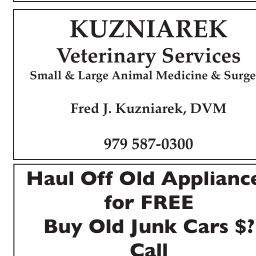 KUZNIAREK
Veterinary Services
Small & Large Animal Medicine & Surge
Fred J. Kuzniarek, DVM
979 587-0300
Haul Off Old Appliance
for FREE
Buy Old Junk Cars $?
Call